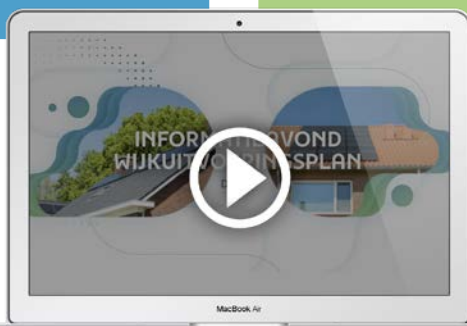 INFORMATIEAVOND
WIJKUITVOERINGSPLAN
MacBook Air